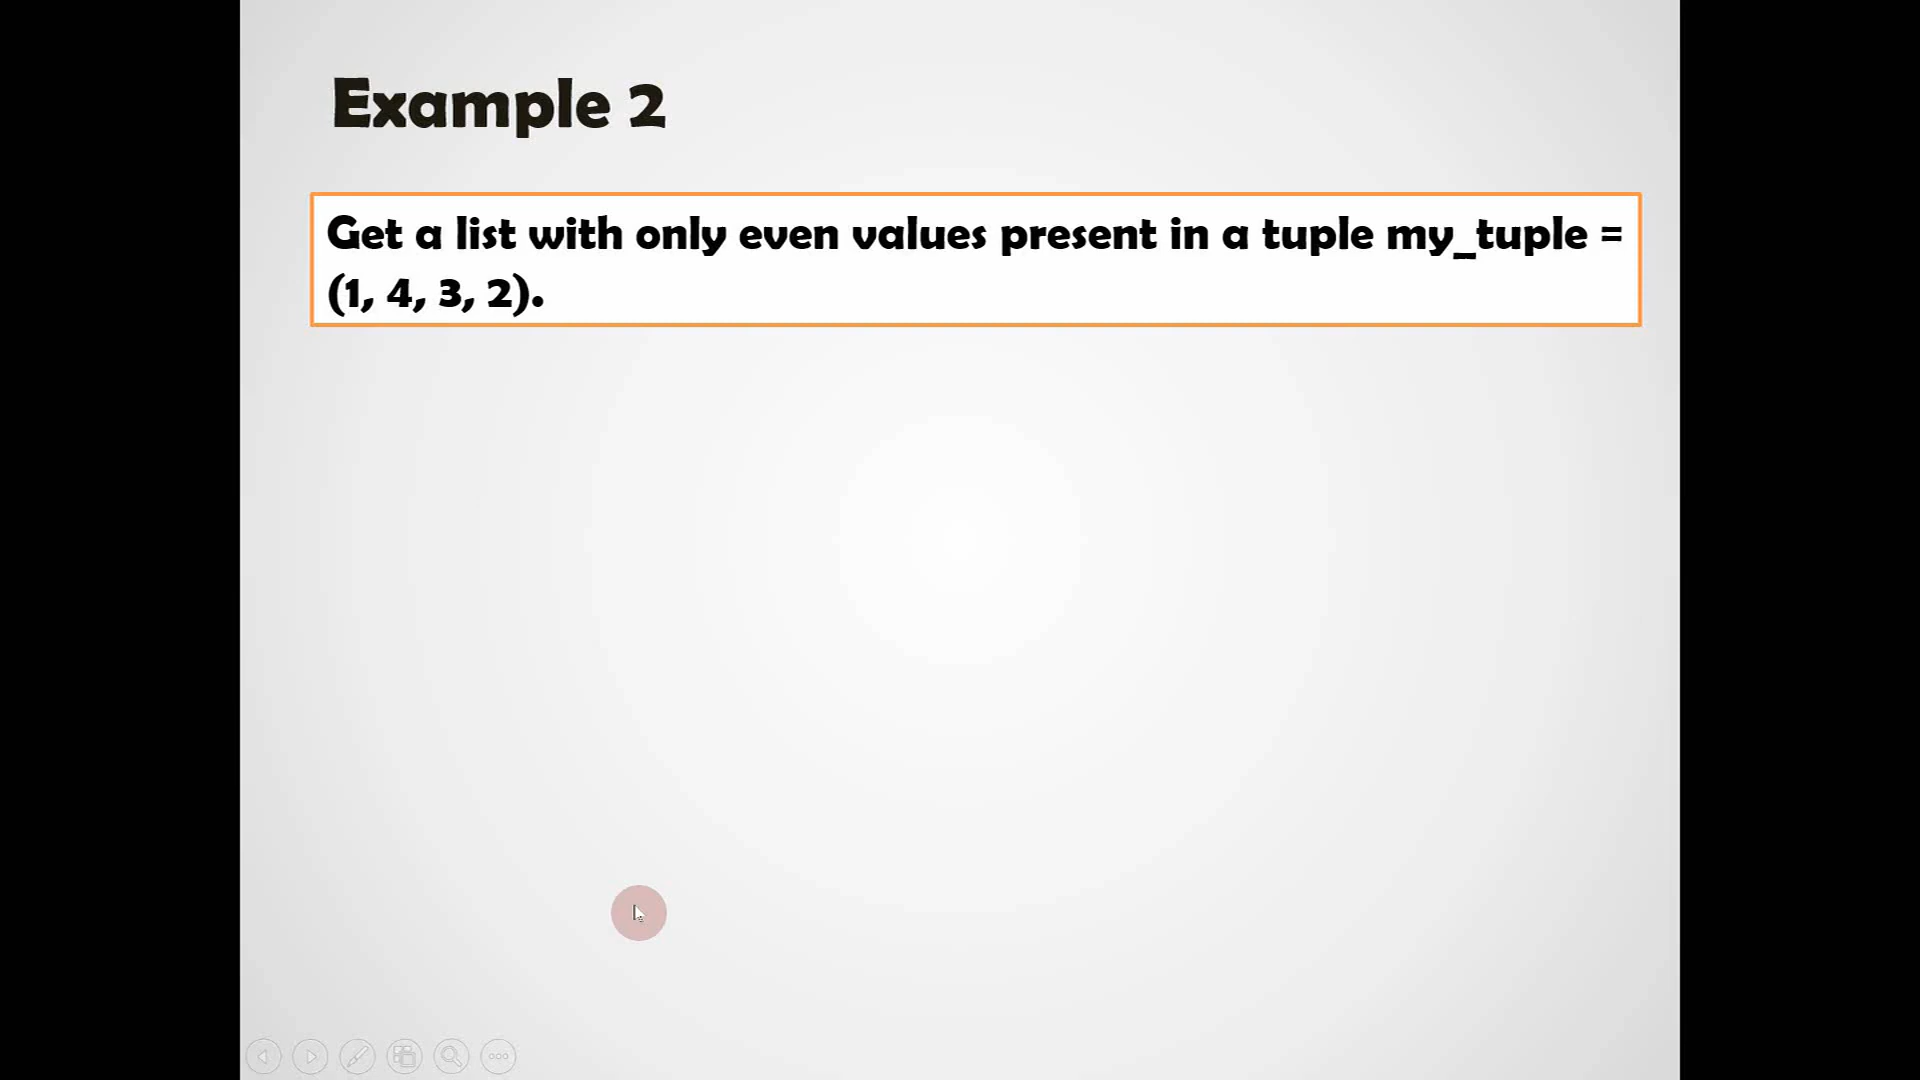 Example 2
Get a list with only even values present in a tuple my_tuple =
(1, 4, 3, 2).